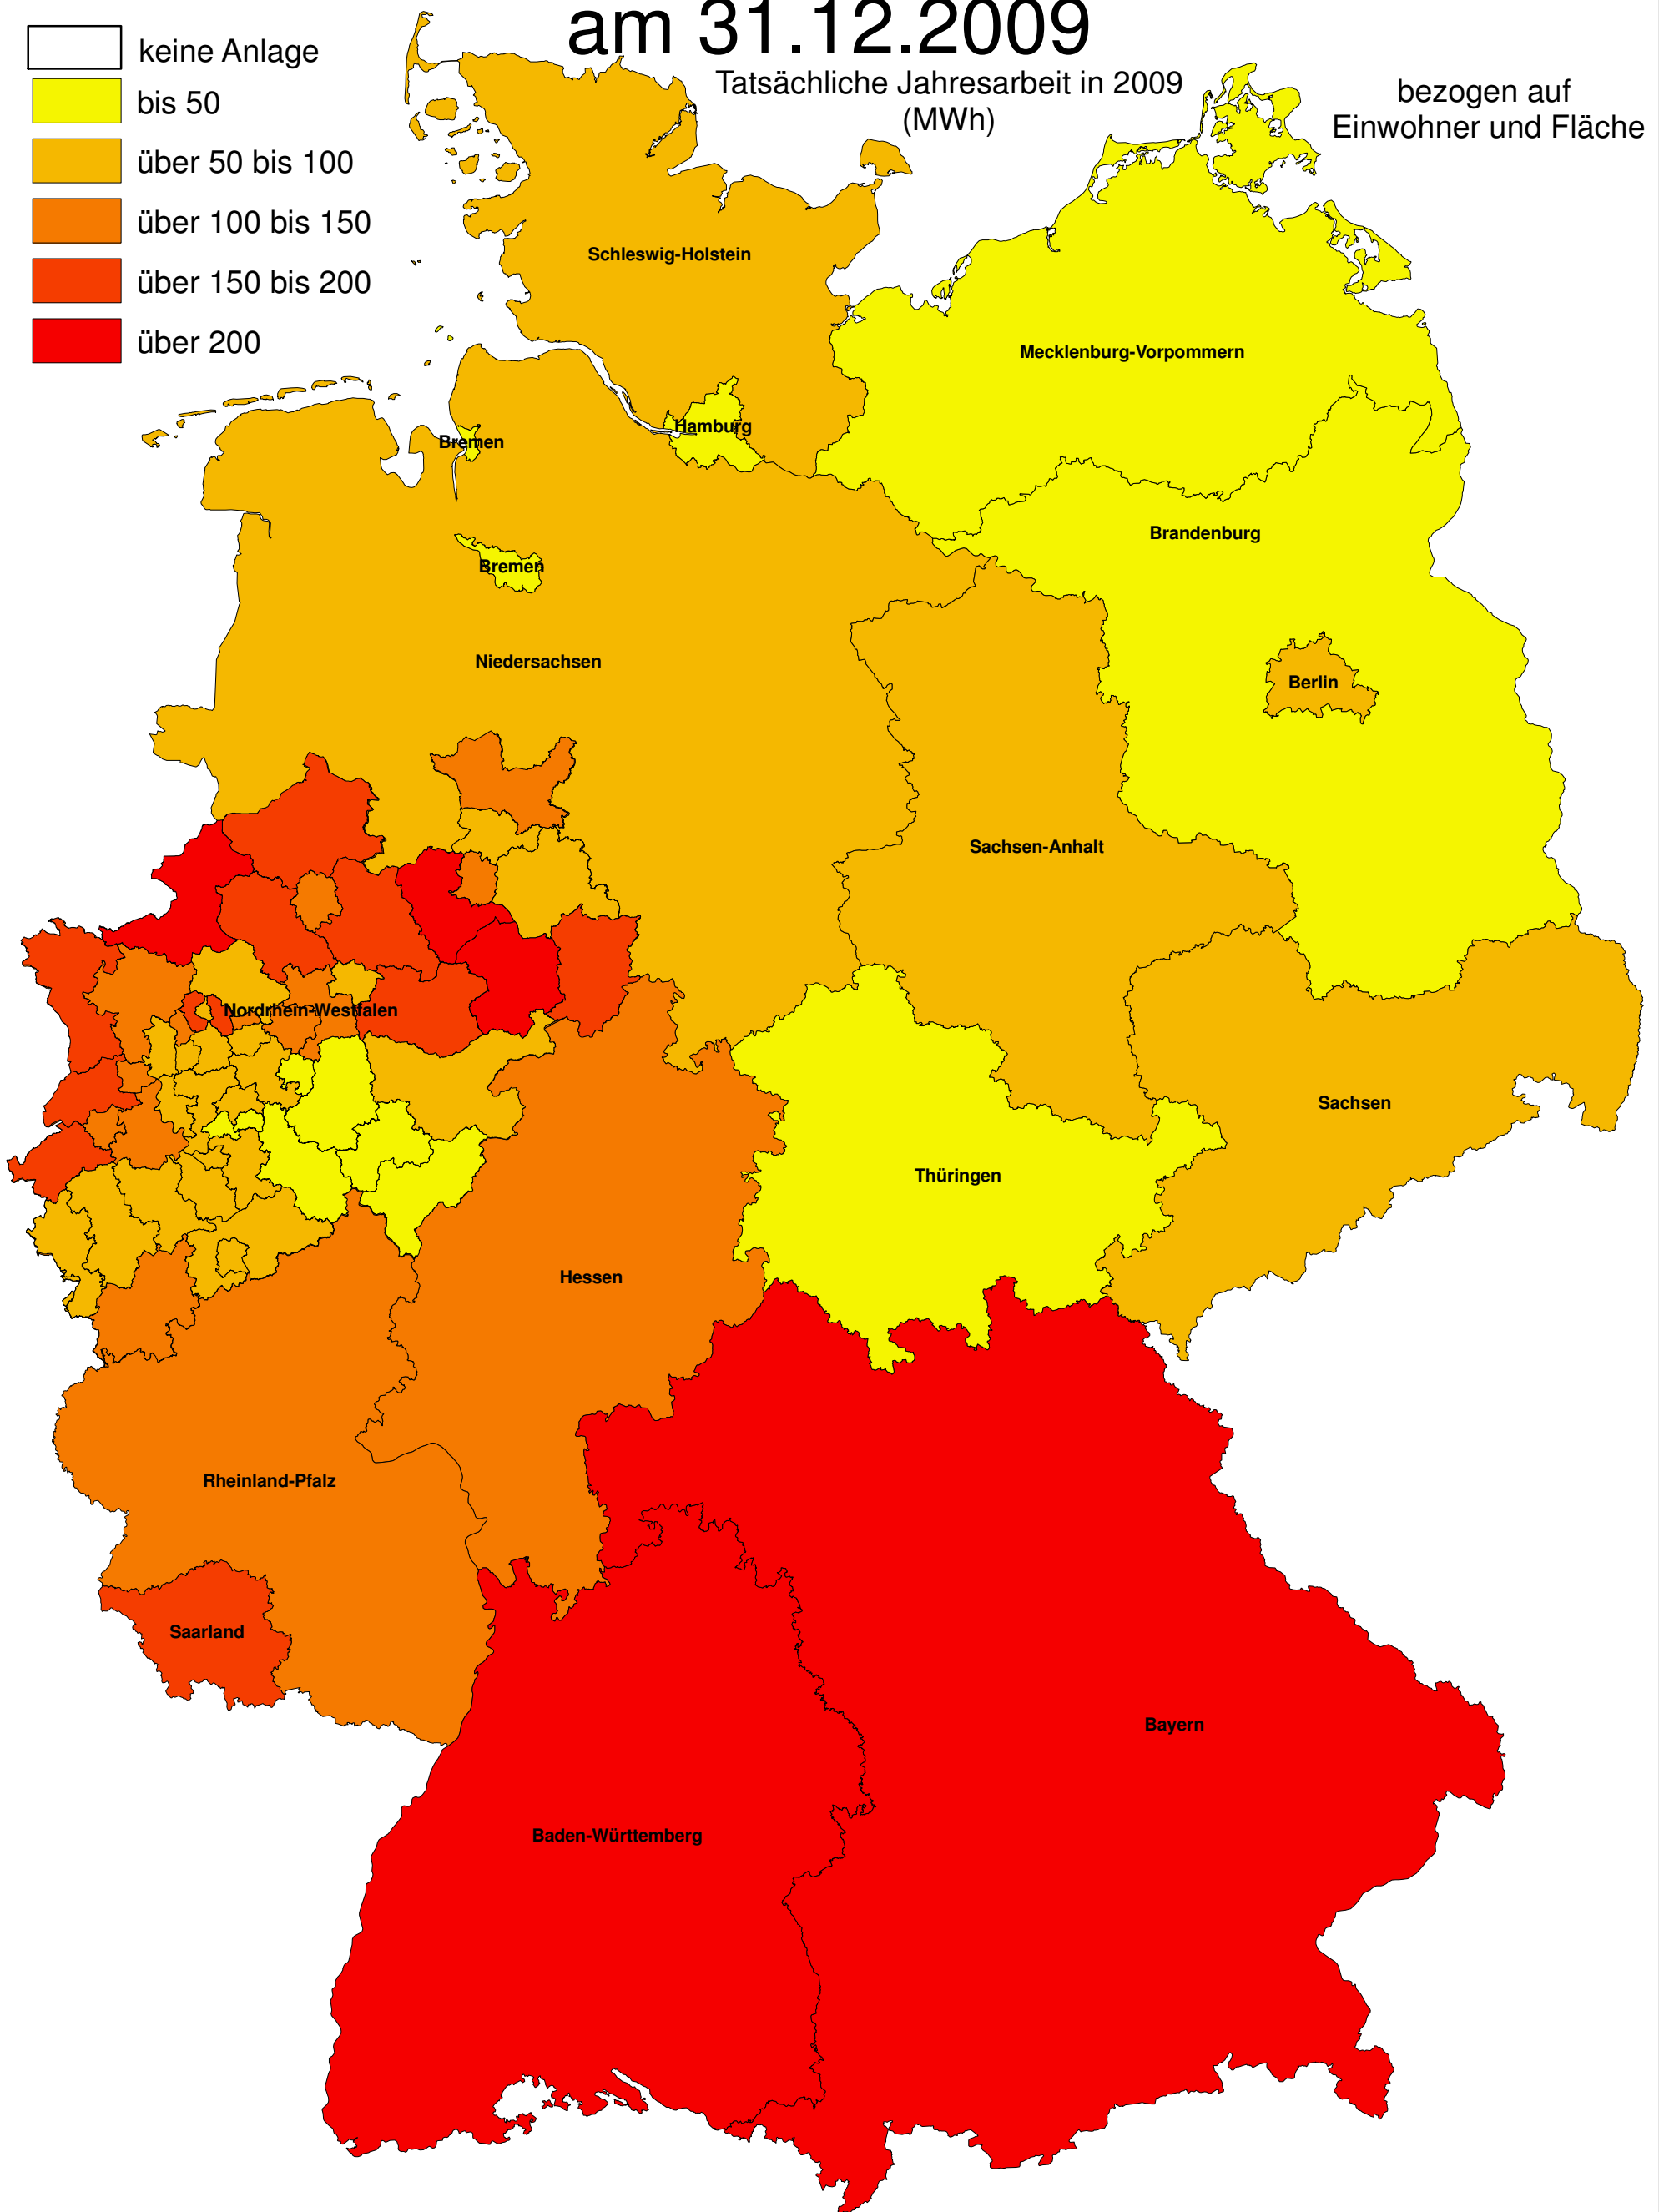 am 31.12.2009
Tatsächliche Jahresarbeit in 2009
(MWh)
bezogen auf
Einwohner und Fläche
keine Anlage
bis 50
über 50 bis 100
über 100 bis 150
über 150 bis 200
über 200
Schleswig-Holstein
Mecklenburg-Vorpommern
Hamburg
Bremen
Brandenburg
Bremen
Niedersachsen
Berlin
Sachsen-Anhalt
Nordrhein-Westfalen
Sachsen
Thüringen
Hessen
Rheinland-Pfalz
Saarland
Bayern
Baden-Württemberg